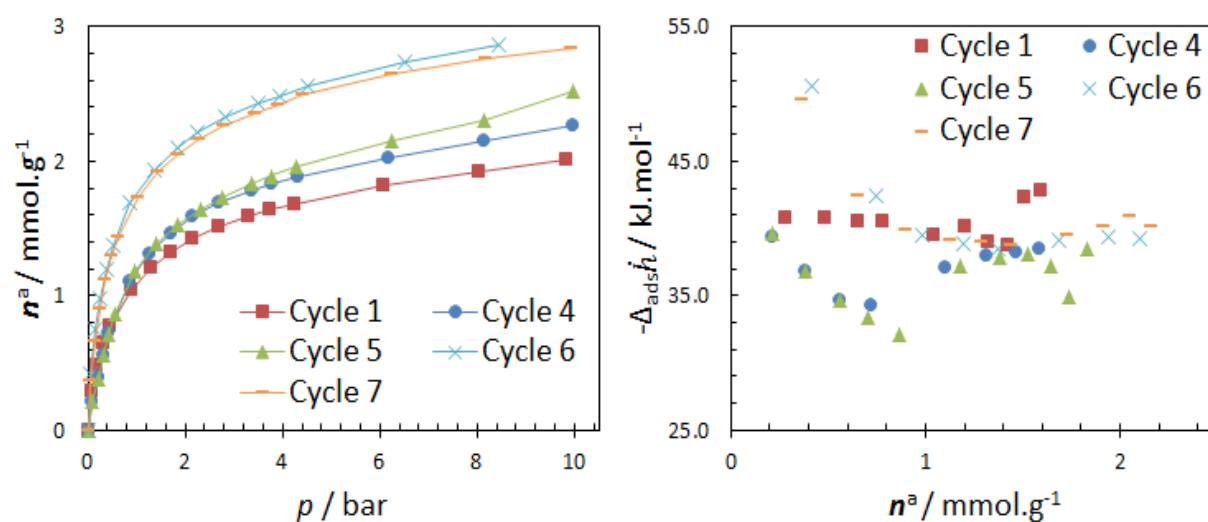 3
2
1
0
nᵃ / mmol.g⁻¹
Cycle 1
Cycle 4
Cycle 5
Cycle 6
Cycle 7
0
2
4
6
8
10
p / bar
55.0
45.0
35.0
25.0
-Δₐdₛḣ / kJ.mol⁻¹
Cycle 1
Cycle 4
Cycle 5
Cycle 6
Cycle 7
0
1
2
nᵃ / mmol.g⁻¹